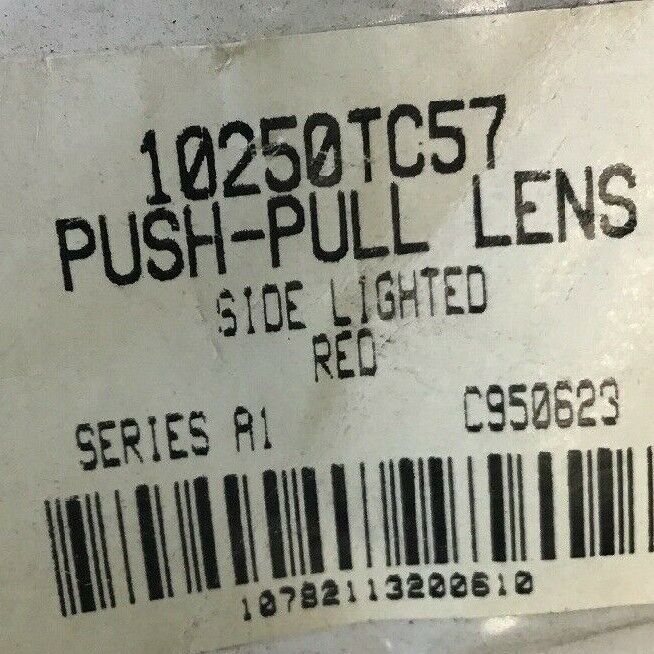 10250TC57
PUSH-PULL LENS
SIDE LIGHTED
RED
SERIES A1 C950623
10782113200610